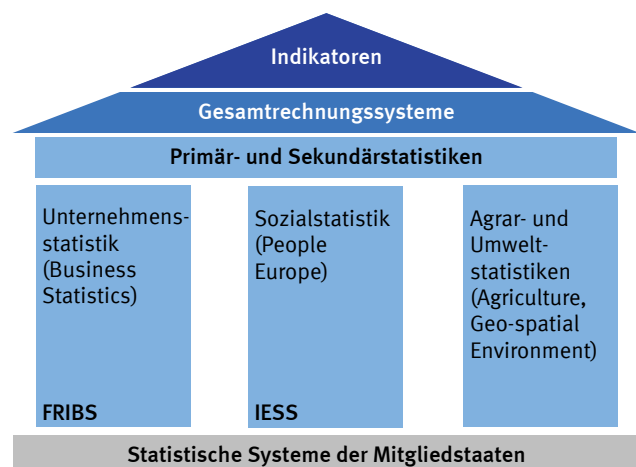 Indikatoren
Gesamtrechnungssysteme
Primär- und Sekundärstatistiken
Unternehmens-
statistik
(Business
Statistics)
FRIBS
Sozialstatistik
(People
Europe)
IESS
Agrar- und
Umwelt-
statistiken
(Agriculture,
Geo-spatial
Environment)
Statistische Systeme der Mitgliedstaaten